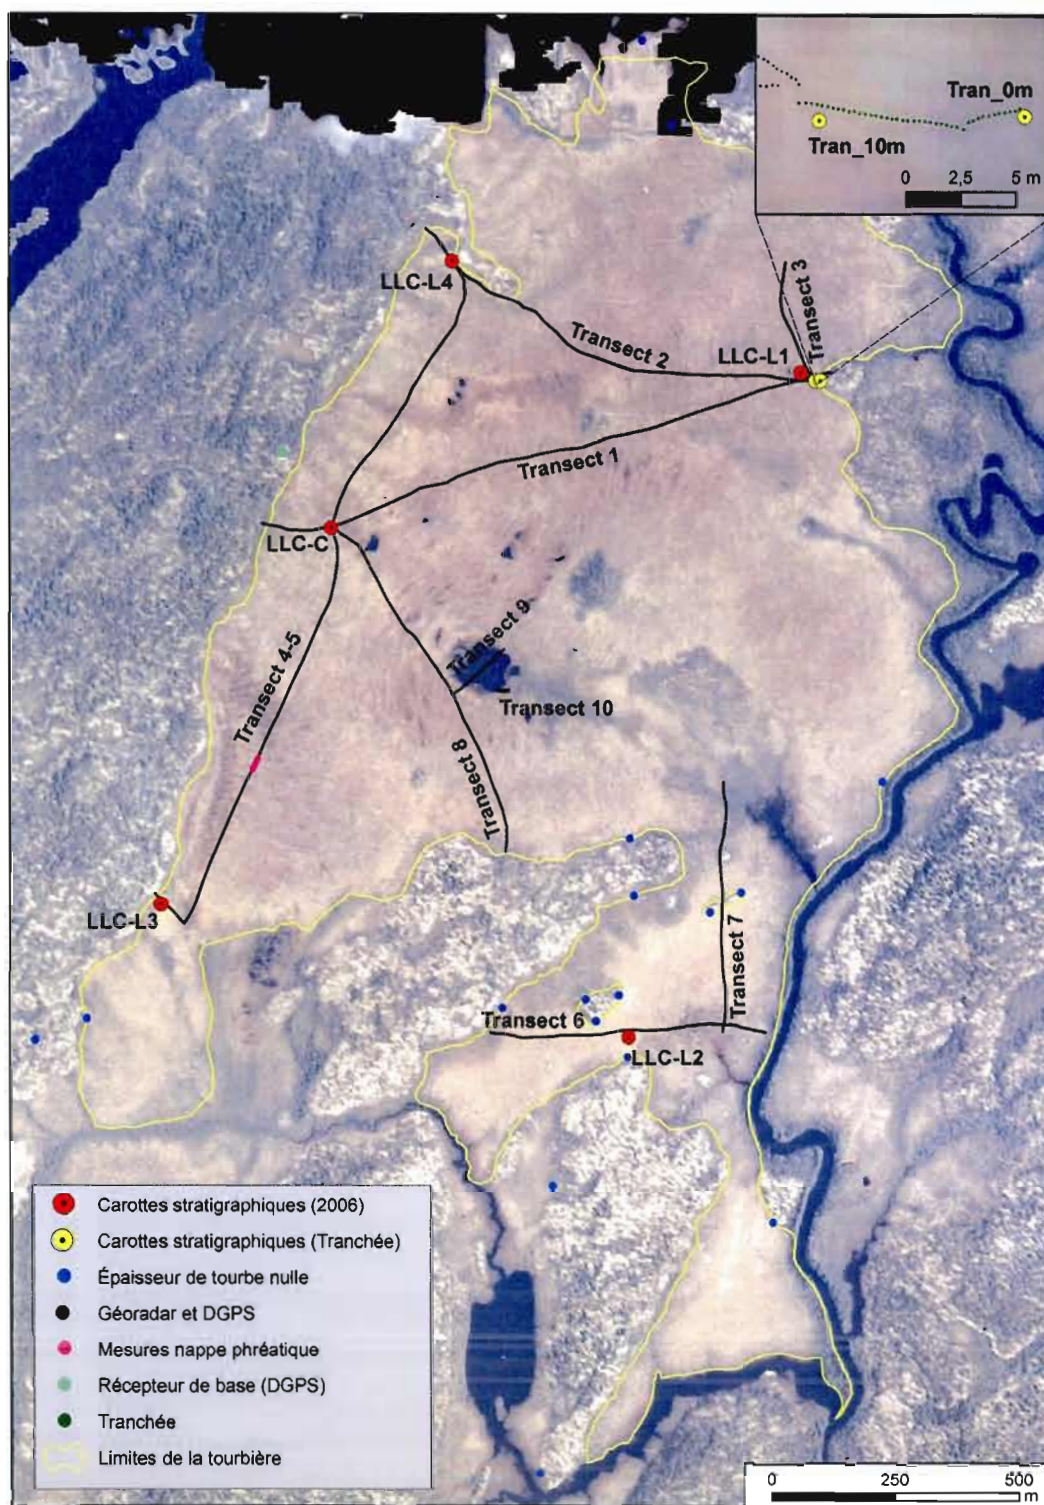 Tran_0m
Tran_10m
0 2,5 5 m
LLC-L4
Transect 3
Transect 2
LLC-L1
Transect 1
LLC-C
Transect 9
Transect 4-5
Transect 10
Transect 8
LLC-L3
Transect 7
Transect 6
LLC-L2
Carottes stratigraphiques (2006)
Carottes stratigraphiques (Tranchée)
Épaisseur de tourbe nulle
Géoradar et DGPS
Mesures nappe phréatique
Récepteur de base (DGPS)
Tranchée
Limites de la tourbière
0 250 500
m